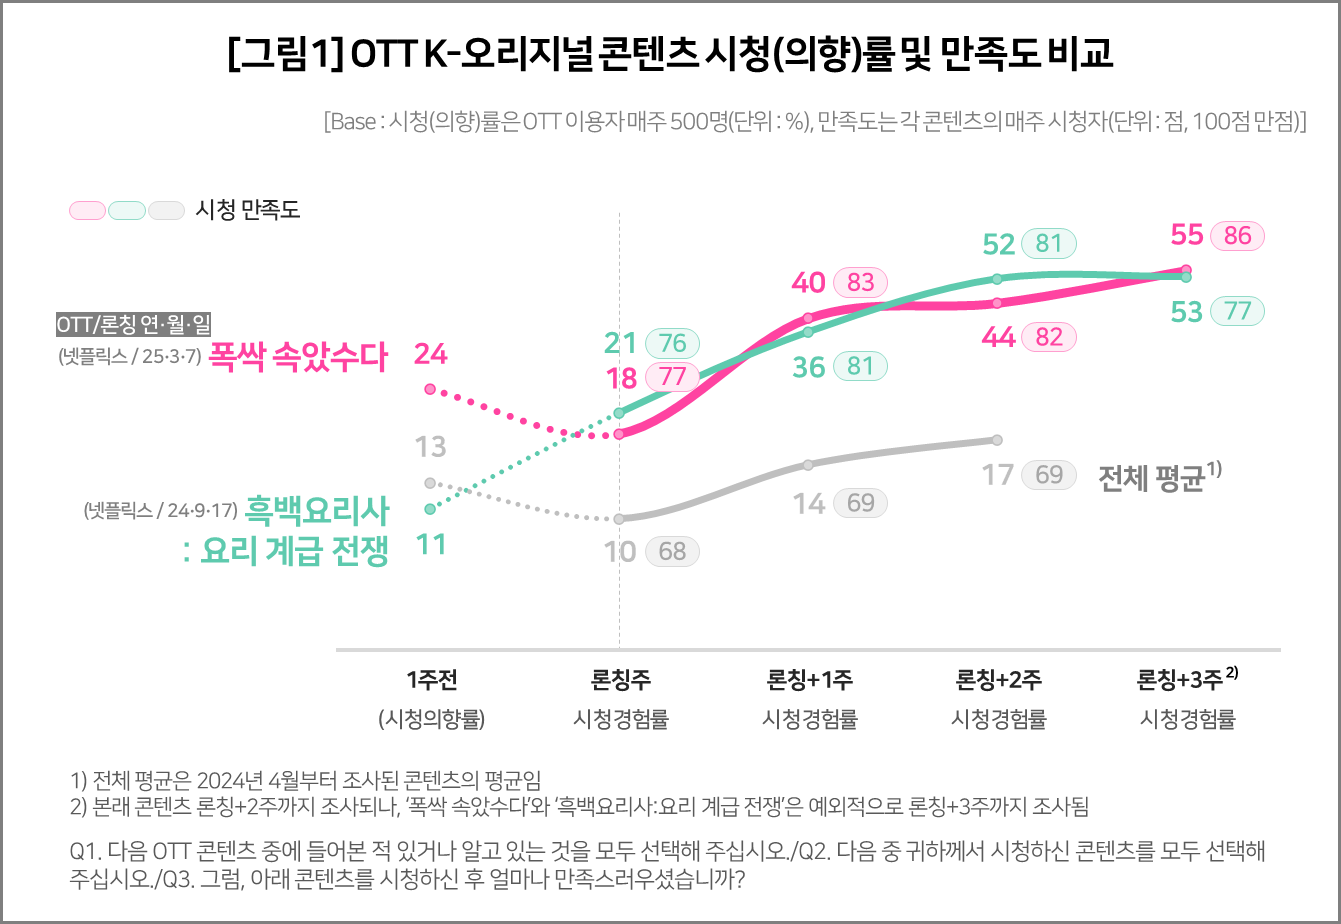 [그림1] OTT K-오리지널 콘텐츠 시청(의향)률 및 만족도 비교
[Base : 시청(의향)률은 OTT 이용자 매주 500명(단위 : %), 만족도는 각 콘텐츠의 매주 시청자(단위 : 점, 100점 만점)]
시청 만족도
OTT/론칭 연·월·일
(넷플릭스 / 25·3·7) 폭싹 속았수다
(넷플릭스 / 24·9·17) 흑백요리사
: 요리 계급 전쟁
24
13
11
21 76
18 77
10 68
40 83
36 81
14 69
52 81
44 82
17 69
전체 평균1)
55 86
53 77
1주전
(시청의향률)
론칭주
시청경험률
론칭+1주
시청경험률
론칭+2주
시청경험률
론칭+3주 2)
시청경험률
1) 전체 평균은 2024년 4월부터 조사된 콘텐츠의 평균임
2) 본래 콘텐츠 론칭+2주까지 조사되나, ‘폭싹 속았수다’와 ‘흑백요리사:요리 계급 전쟁’은 예외적으로 론칭+3주까지 조사됨
Q1. 다음 OTT 콘텐츠 중에 들어본 적 있거나 알고 있는 것을 모두 선택해 주십시오./Q2. 다음 중 귀하께서 시청하신 콘텐츠를 모두 선택해
주십시오./Q3. 그럼, 아래 콘텐츠를 시청하신 후 얼마나 만족스러우셨습니까?